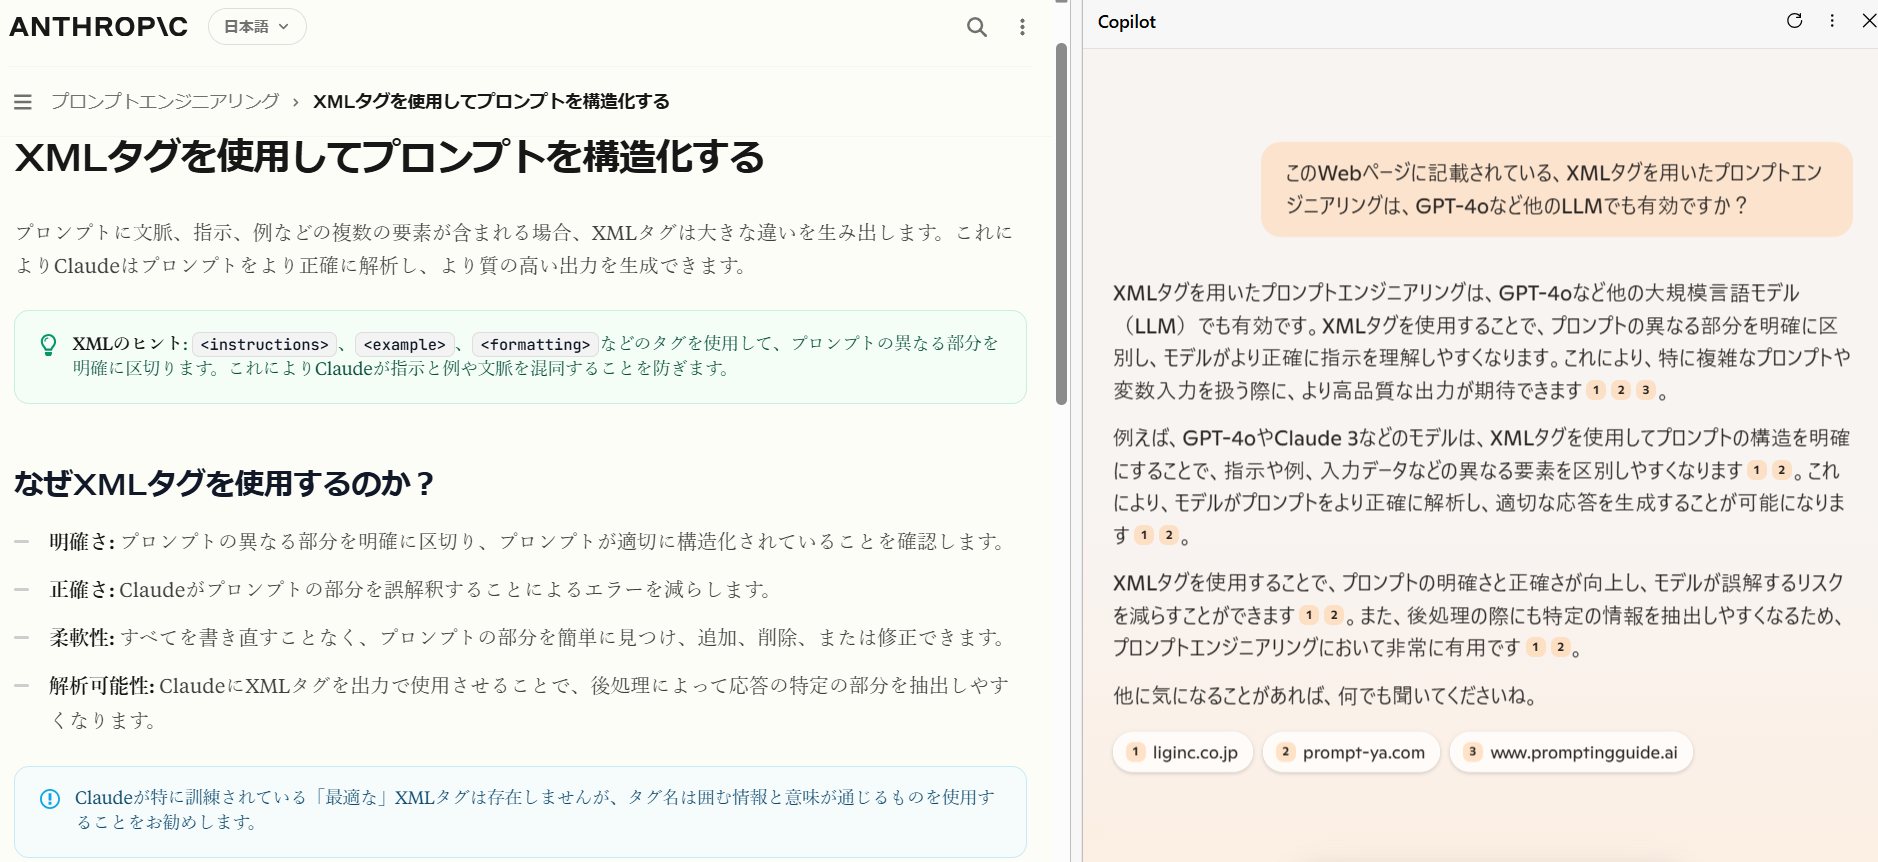 ANTHROP\C
日本語
プロンプトエンジニアリング › XMLタグを使用してプロンプトを構造化する
XMLタグを使用してプロンプトを構造化する
プロンプトに文脈、指示、例などの複数の要素が含まれる場合、XMLタグは大きな違いを生み出します。これに
よりClaudeはプロンプトをより正確に解析し、より質の高い出力を生成できます。
XMLのヒント: <instructions>、<example>、<formatting>などのタグを使用して、プロンプトの異なる部分を
明確に区切ります。これによりClaudeが指示と例や文脈を混同することを防ぎます。
なぜXMLタグを使用するのか？
明確さ: プロンプトの異なる部分を明確に区切り、プロンプトが適切に構造化されていることを確認します。
正確さ: Claudeがプロンプトの部分を誤解釈することによるエラーを減らします。
柔軟性: すべてを書き直すことなく、プロンプトの部分を簡単に見つけ、追加、削除、または修正できます。
解析可能性: ClaudeにXMLタグを出力で使用させることで、後処理によって応答の特定の部分を抽出しやす
くなります。
Claudeが特に訓練されている「最適な」XMLタグは存在しませんが、タグ名は囲む情報と意味が通じるものを使用す
ることをお勧めします。
Copilot
このWebページに記載されている、XMLタグを用いたプロンプトエン
ジニアリングは、GPT-4oなど他のLLMでも有効ですか？
XMLタグを用いたプロンプトエンジニアリングは、GPT-4oなど他の大規模言語モデル
（LLM）でも有効です。XMLタグを使用することで、プロンプトの異なる部分を明確に区
別し、モデルがより正確に指示を理解しやすくなります。これにより、特に複雑なプロンプトや
変数入力を扱う際に、より高品質な出力が期待できます 1 2 3 。
例えば、GPT-4oやClaude 3などのモデルは、XMLタグを使用してプロンプトの構造を明確
にすることで、指示や例、入力データなどの異なる要素を区別しやすくなります 1 2 。これ
により、モデルがプロンプトをより正確に解析し、適切な応答を生成することが可能になりま
す 1 2 。
XMLタグを使用することで、プロンプトの明確さと正確さが向上し、モデルが誤解するリスク
を減らすことができます 1 2 。また、後処理の際にも特定の情報を抽出しやすくなるため、
プロンプトエンジニアリングにおいて非常に有用です 1 2 。
他に気になることがあれば、何でも聞いてくださいね。
1 liginc.co.jp 2 prompt-ya.com 3 www.promptingguide.ai